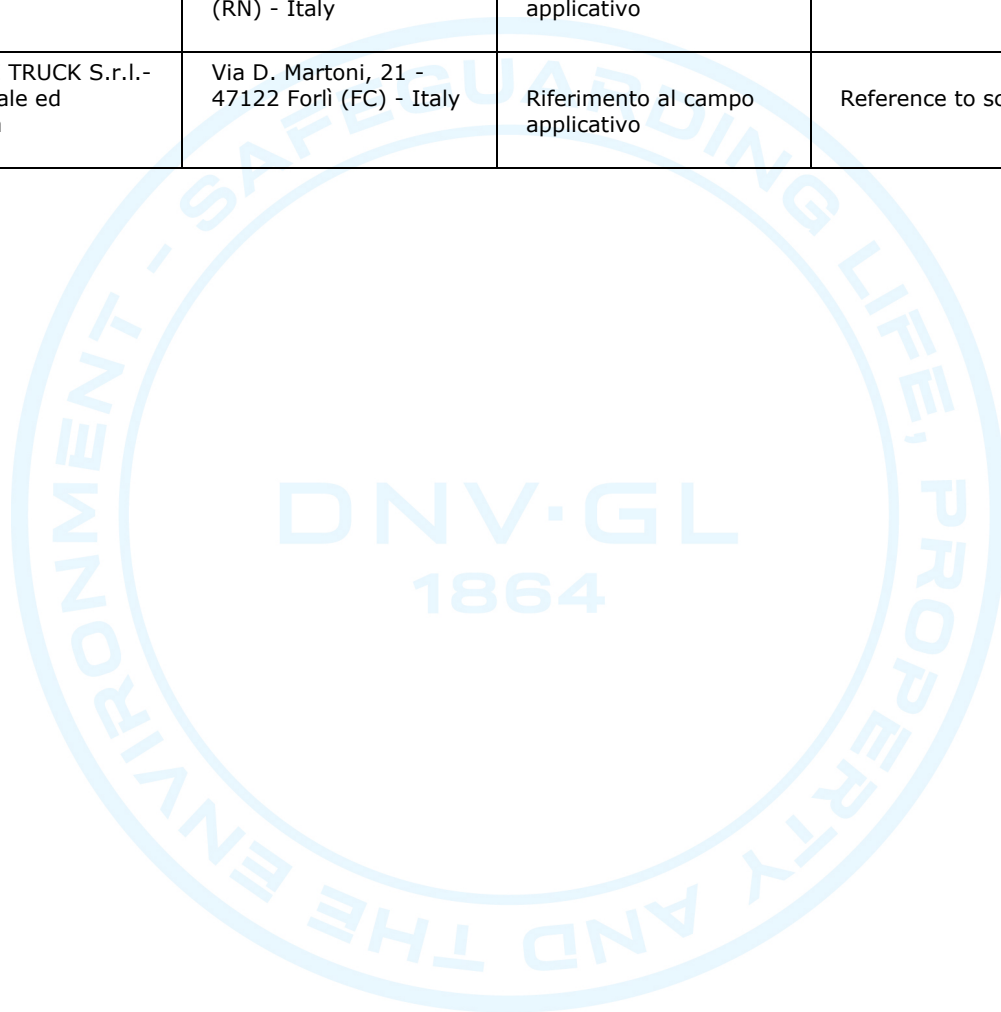 (RN) - Italy
applicativo
TRUCK S.r.l.-
ale ed
Via D. Martoni, 21 -
47122 Forlì (FC) - Italy
Riferimento al campo
applicativo
Reference to
SAFEGUARDING LIFE, PROPERTY AND THE ENVIRONMENT -
DNV·GL
1864